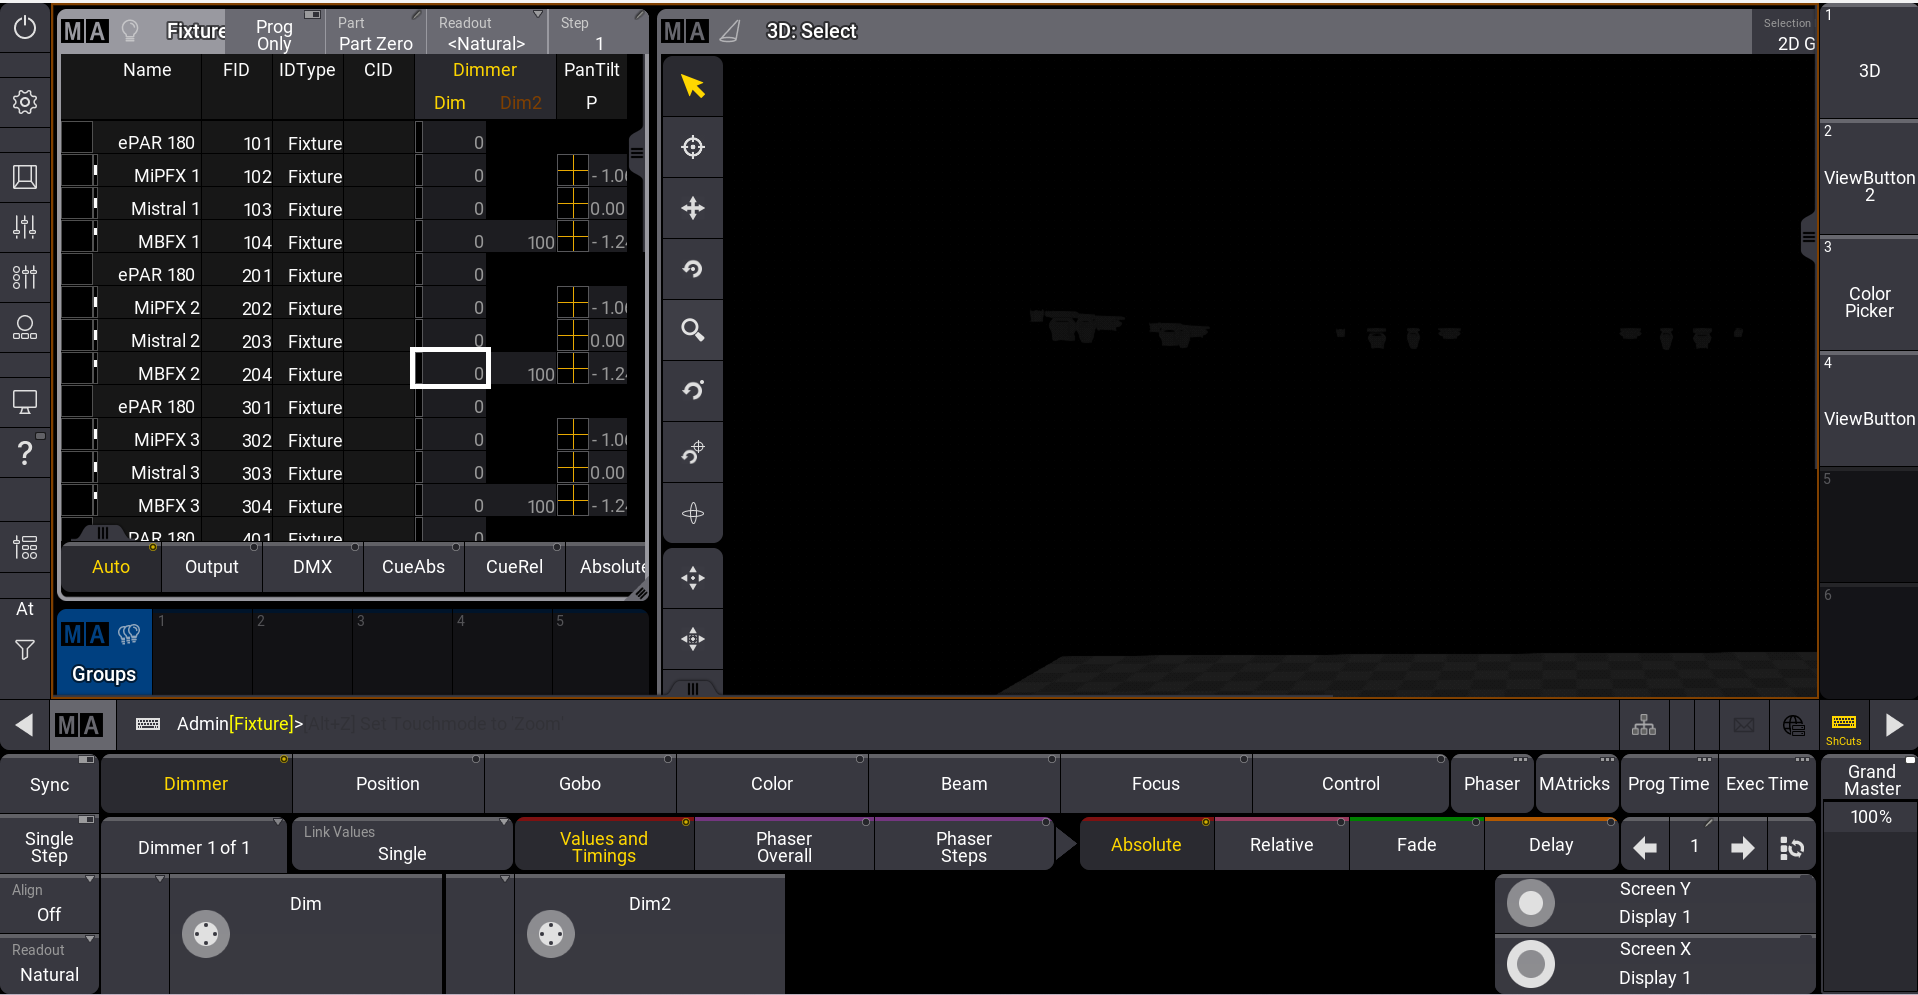 MA Fixture Prog Only Part Part Zero Readout <Natural> Step 1
MA 3D: Select Selection 2D G
Name FID IDType CID Dimmer PanTilt
Dim Dim2 P
ePAR 180 101 Fixture 0
MiPFX 1 102 Fixture 0 - 1.0
Mistral 1 103 Fixture 0 0.00
MBFX 1 104 Fixture 0 100 - 1.2
ePAR 180 201 Fixture 0
MiPFX 2 202 Fixture 0 - 1.0
Mistral 2 203 Fixture 0 0.00
MBFX 2 204 Fixture 0 100 - 1.2
ePAR 180 301 Fixture 0
MiPFX 3 302 Fixture 0 - 1.0
Mistral 3 303 Fixture 0 0.00
MBFX 3 304 Fixture 0 100 - 1.2
PAR 180 401 Fixture 0
Auto Output DMX CueAbs CueRel Absolute
MA Groups 1 2 3 4 5
?
At
1
3D
2
ViewButton
2
3
Color
Picker
4
ViewButton
5
6
MA Admin[Fixture]>[Alt+Z] Set Touchmode to 'Zoom'
ShCuts
Sync Dimmer Position Gobo Color Beam Focus Control Phaser MAtricks Prog Time Exec Time
Grand
Master
100%
Single
Step
Dimmer 1 of 1
Link Values
Single
Values and
Timings
Phaser
Overall
Phaser
Steps
Absolute Relative Fade Delay 1
Align
Off
Dim Dim2
Screen Y
Display 1
Readout
Natural
Screen X
Display 1